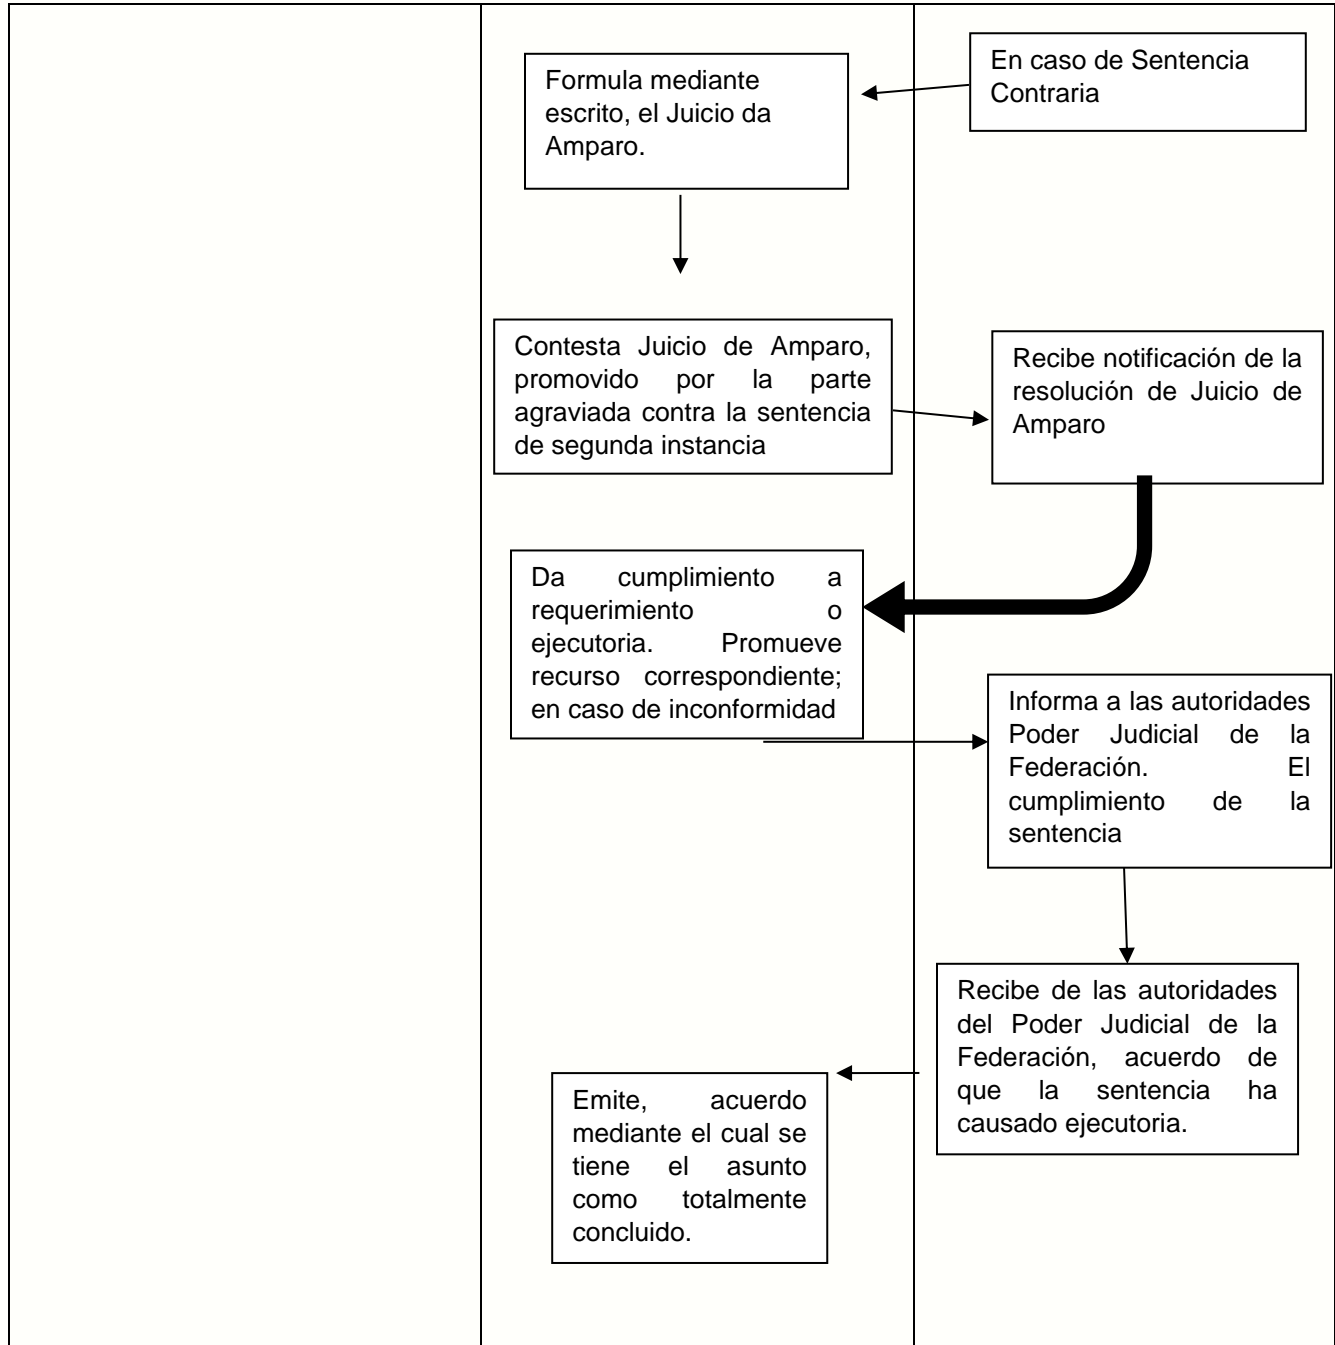 En caso de Sentencia
Contraria
Formula mediante
escrito, el Juicio da
Amparo.
Contesta Juicio de Amparo,
promovido por la parte
agraviada contra la sentencia
de segunda instancia
Recibe notificación de la
resolución de Juicio de
Amparo
Da cumplimiento a
requerimiento o
ejecutoria. Promueve
recurso correspondiente;
en caso de inconformidad
Informa a las autoridades
Poder Judicial de la
Federación. El
cumplimiento de la
sentencia
Recibe de las autoridades
del Poder Judicial de la
Federación, acuerdo de
que la sentencia ha
causado ejecutoria.
Emite, acuerdo
mediante el cual se
tiene el asunto
como totalmente
concluido.